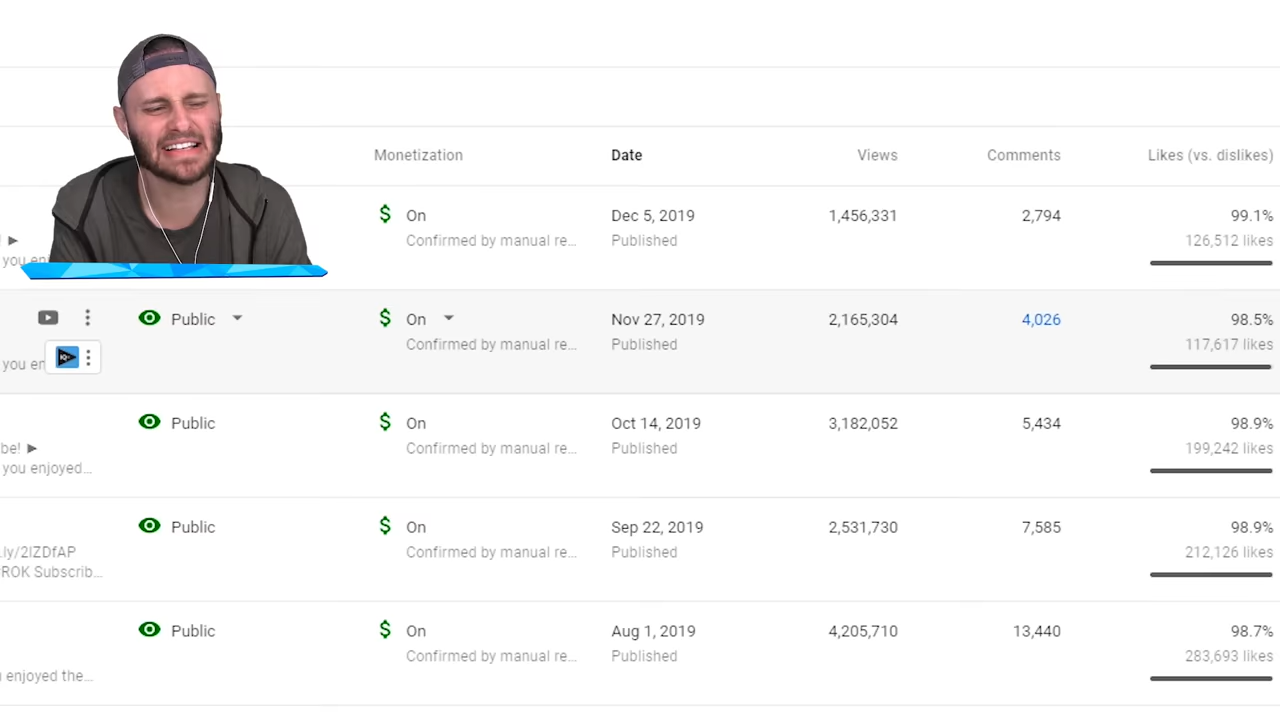 Monetization Date Views Comments Likes (vs. dislikes)
$ On Dec 5, 2019 1,456,331 2,794 99.1%
! ▶ Confirmed by manual re... Published 126,512 likes
you
Public $ On Nov 27, 2019 2,165,304 4,026 98.5%
you Confirmed by manual re... Published 117,617 likes
Public $ On Oct 14, 2019 3,182,052 5,434 98.9%
be! ▶ Confirmed by manual re... Published 199,242 likes
you enjoyed...
Public $ On Sep 22, 2019 2,531,730 7,585 98.9%
.ly/2IZDfAP Confirmed by manual re... Published 212,126 likes
ROK Subscrib...
Public $ On Aug 1, 2019 4,205,710 13,440 98.7%
Confirmed by manual re... Published 283,693 likes
enjoyed the...